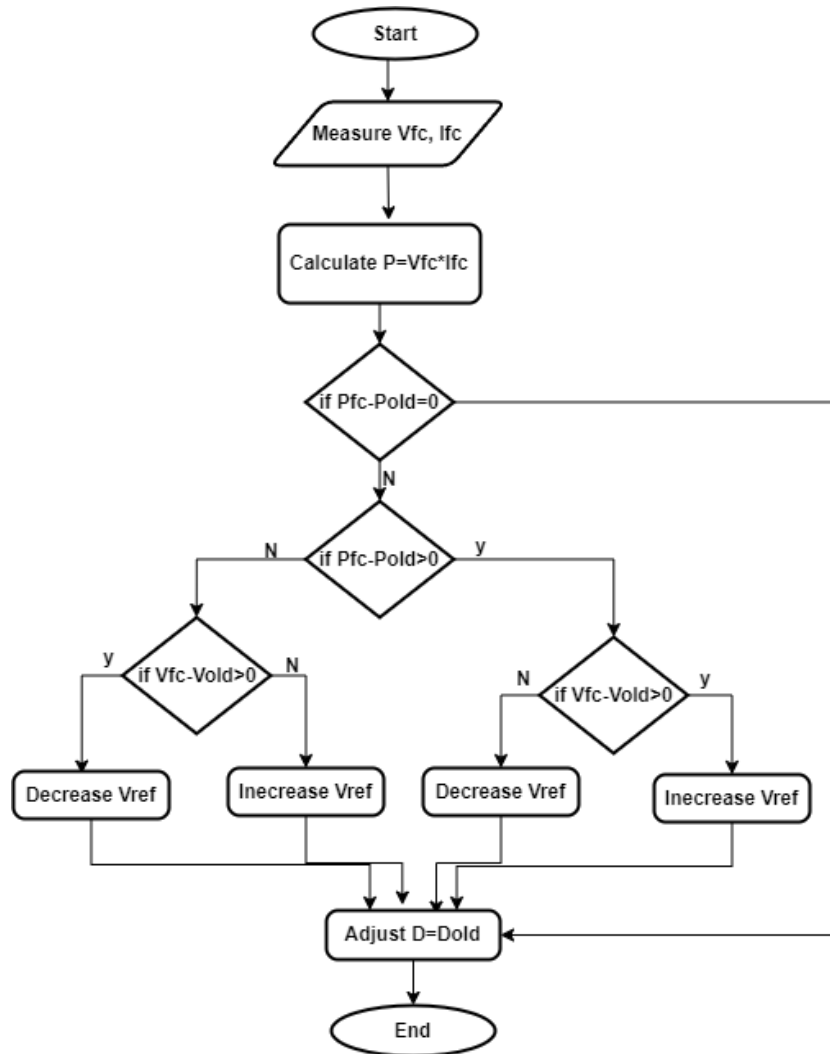 Start
Measure Vfc, Ifc
Calculate P=Vfc*Ifc
if Pfc-Pold=0
N
if Pfc-Pold>0
N
y
if Vfc-Vold>0
y
N
if Vfc-Vold>0
N
y
Decrease Vref
Inecrease Vref
Decrease Vref
Inecrease Vref
Adjust D=Dold
End